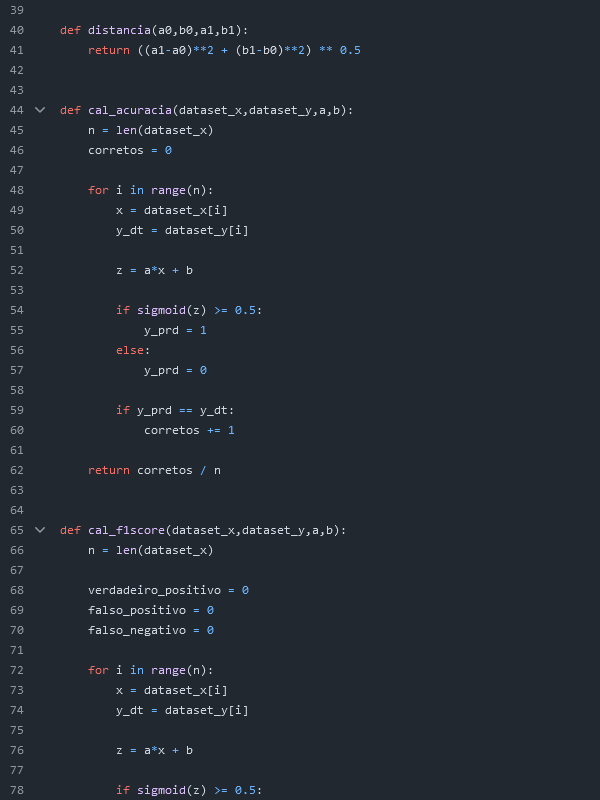 39
40 def distancia(a0,b0,a1,b1):
41     return ((a1-a0)**2 + (b1-b0)**2) ** 0.5
42
43
44 def cal_acuracia(dataset_x,dataset_y,a,b):
45     n = len(dataset_x)
46     corretos = 0
47
48     for i in range(n):
49         x = dataset_x[i]
50         y_dt = dataset_y[i]
51
52         z = a*x + b
53
54         if sigmoid(z) >= 0.5:
55             y_prd = 1
56         else:
57             y_prd = 0
58
59         if y_prd == y_dt:
60             corretos += 1
61
62     return corretos / n
63
64
65 def cal_f1score(dataset_x,dataset_y,a,b):
66     n = len(dataset_x)
67
68     verdadeiro_positivo = 0
69     falso_positivo = 0
70     falso_negativo = 0
71
72     for i in range(n):
73         x = dataset_x[i]
74         y_dt = dataset_y[i]
75
76         z = a*x + b
77
78         if sigmoid(z) >= 0.5: